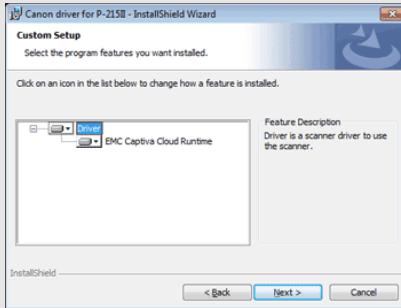 Canon driver for P-215II - InstallShield Wizard
Custom Setup
Select the program features you want installed.
Click on an icon in the list below to change how a feature is installed.
Driver
EMC Captiva Cloud Runtime
Feature Description
Driver is a scanner driver to use
the scanner.
InstallShield
< Back
Next >
Cancel